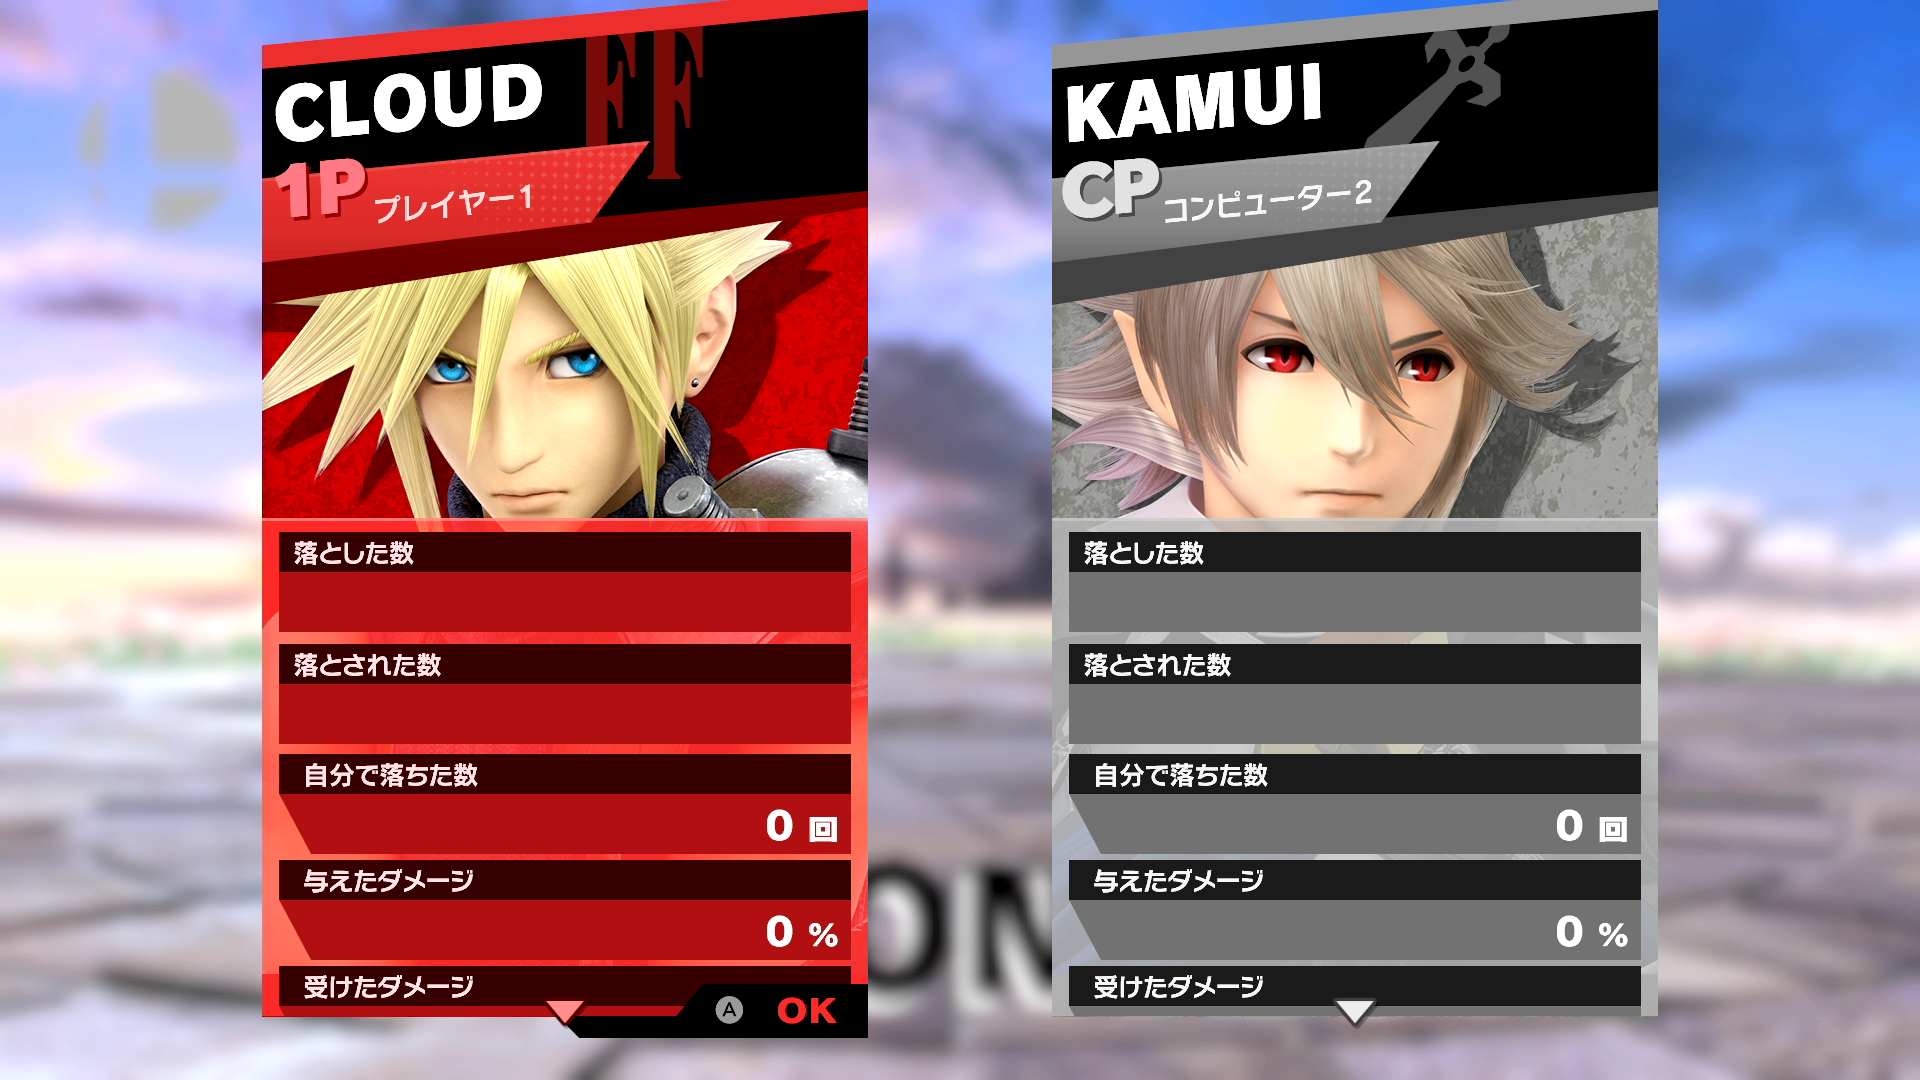 CLOUD
FF
1P プレイヤー1
落とした数
落とされた数
自分で落ちた数
0 回
与えたダメージ
0 %
受けたダメージ
A OK
KAMUI
CP コンピューター2
落とした数
落とされた数
自分で落ちた数
0 回
与えたダメージ
0 %
受けたダメージ